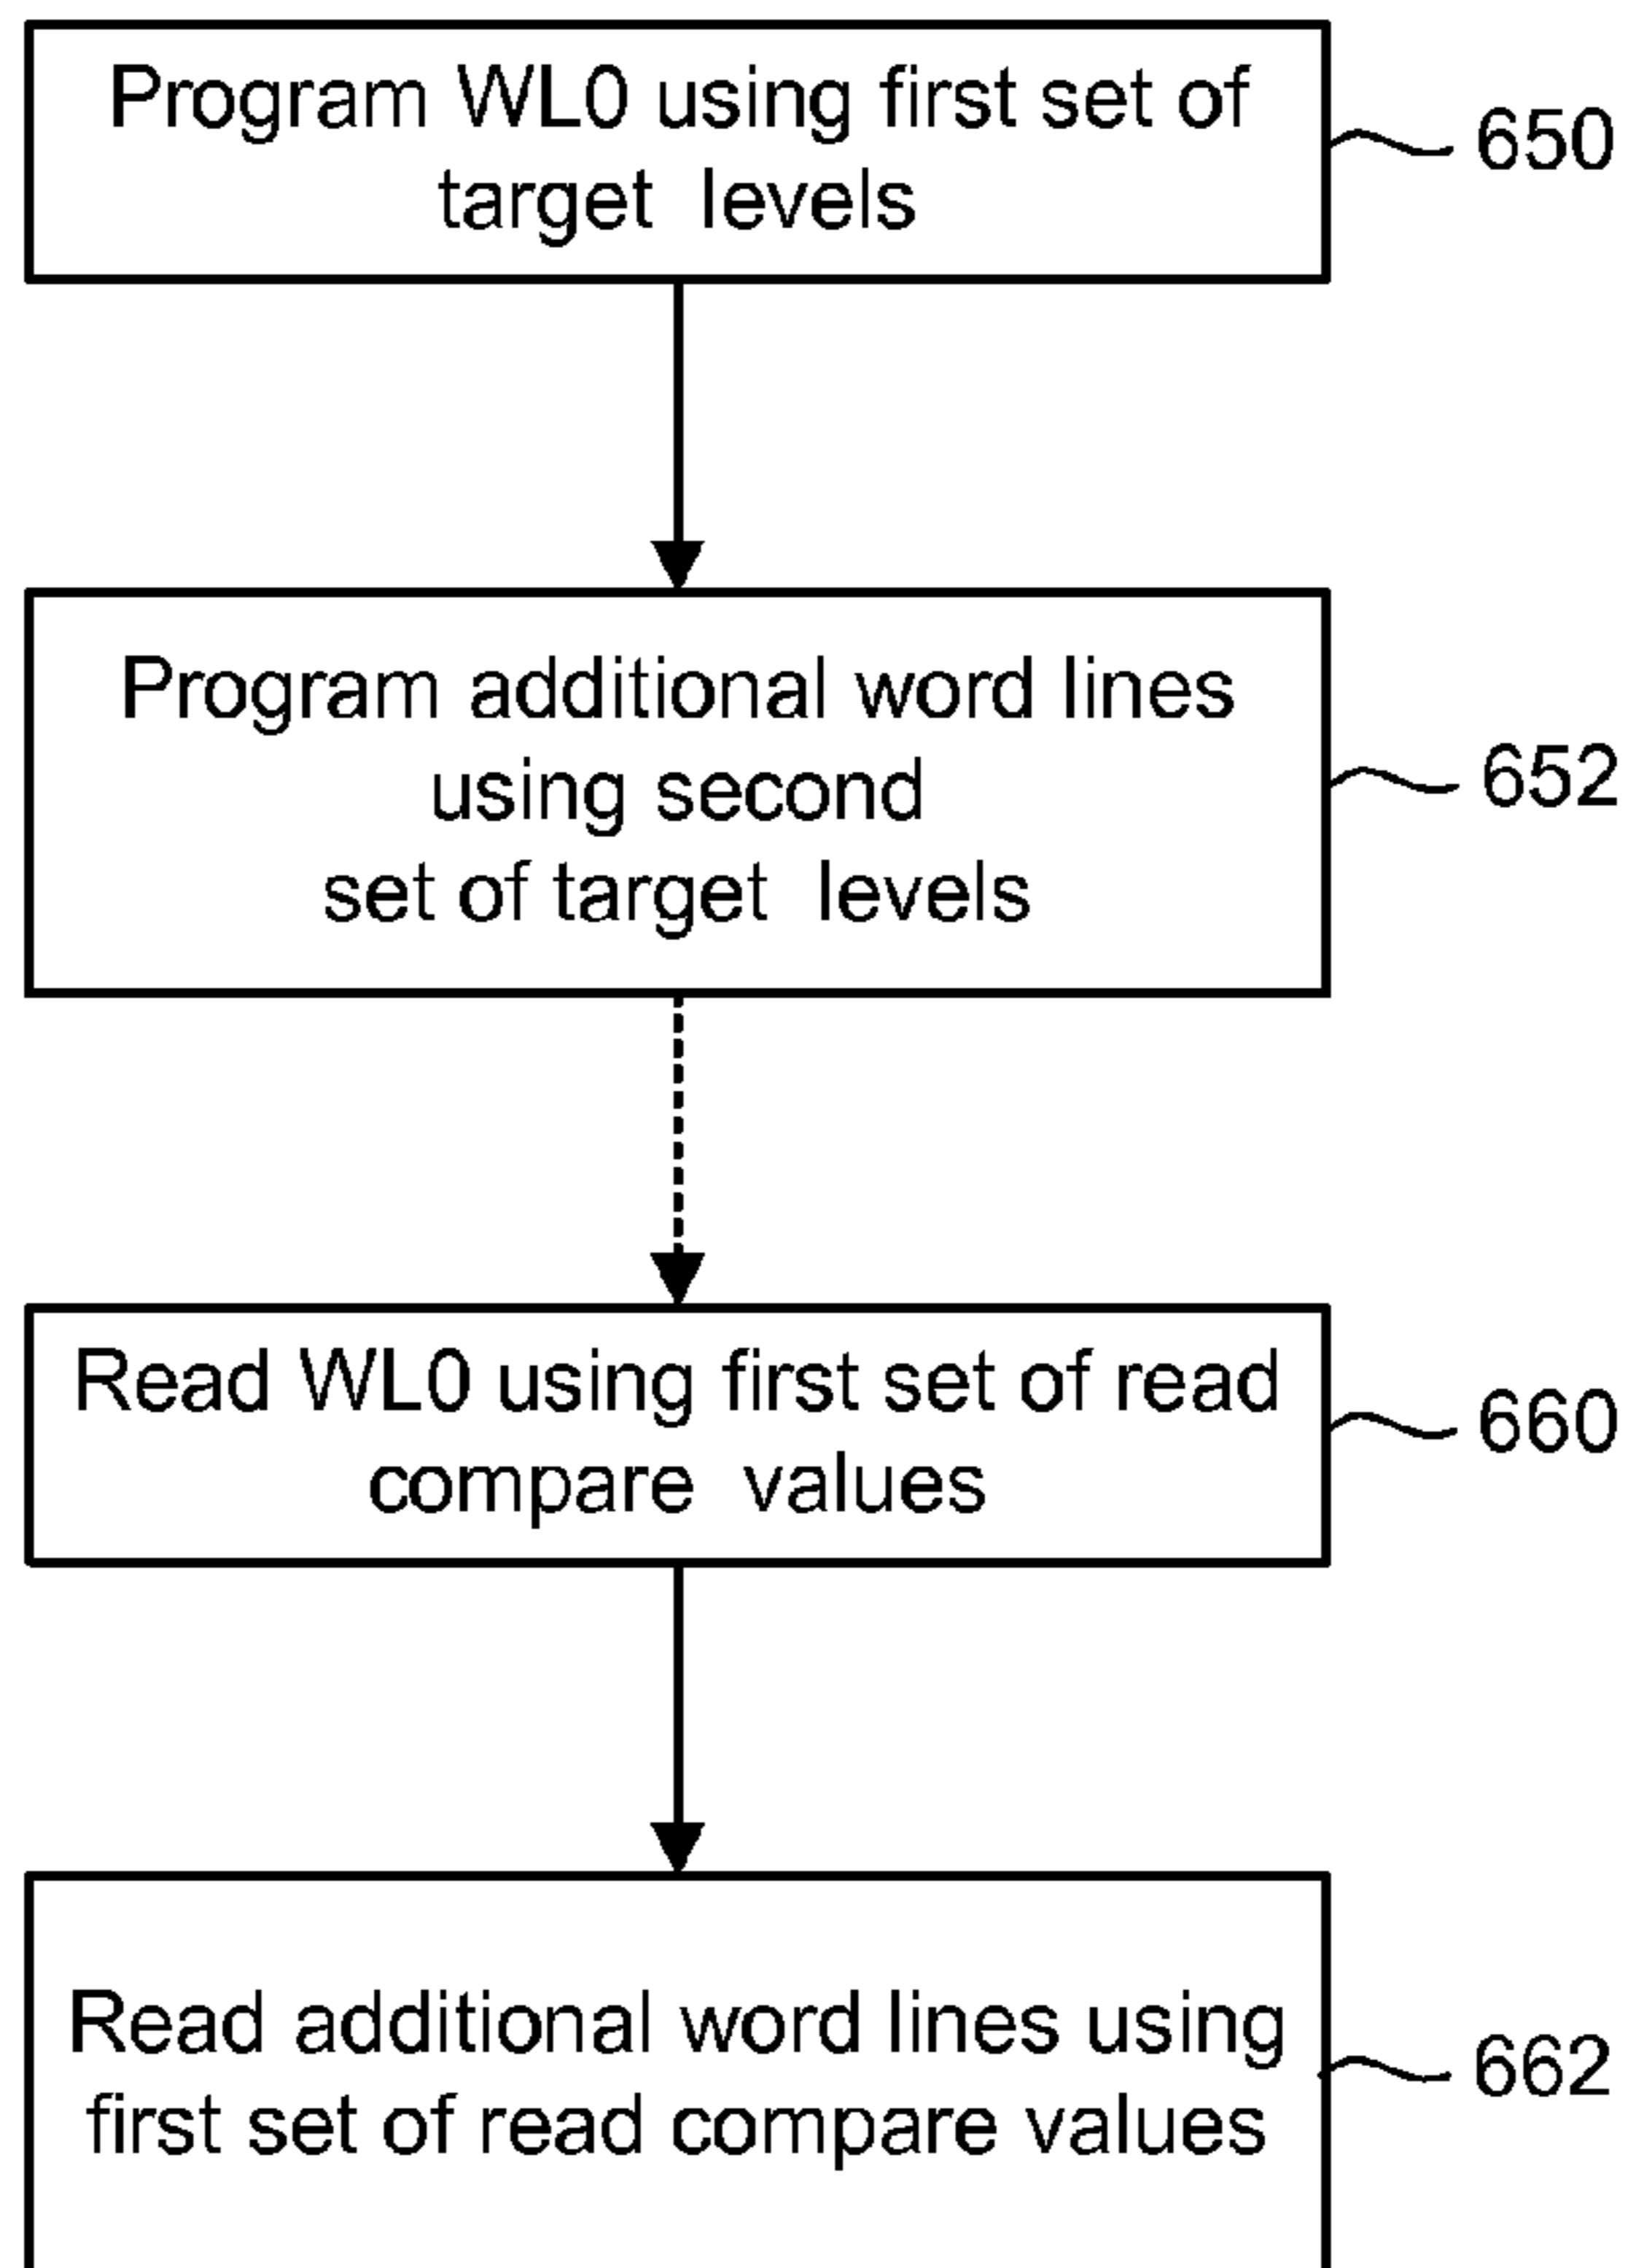 Program WL0 using first set of
target levels
650
Program additional word lines
using second
set of target levels
652
Read WL0 using first set of read
compare values
660
Read additional word lines using
first set of read compare values
662